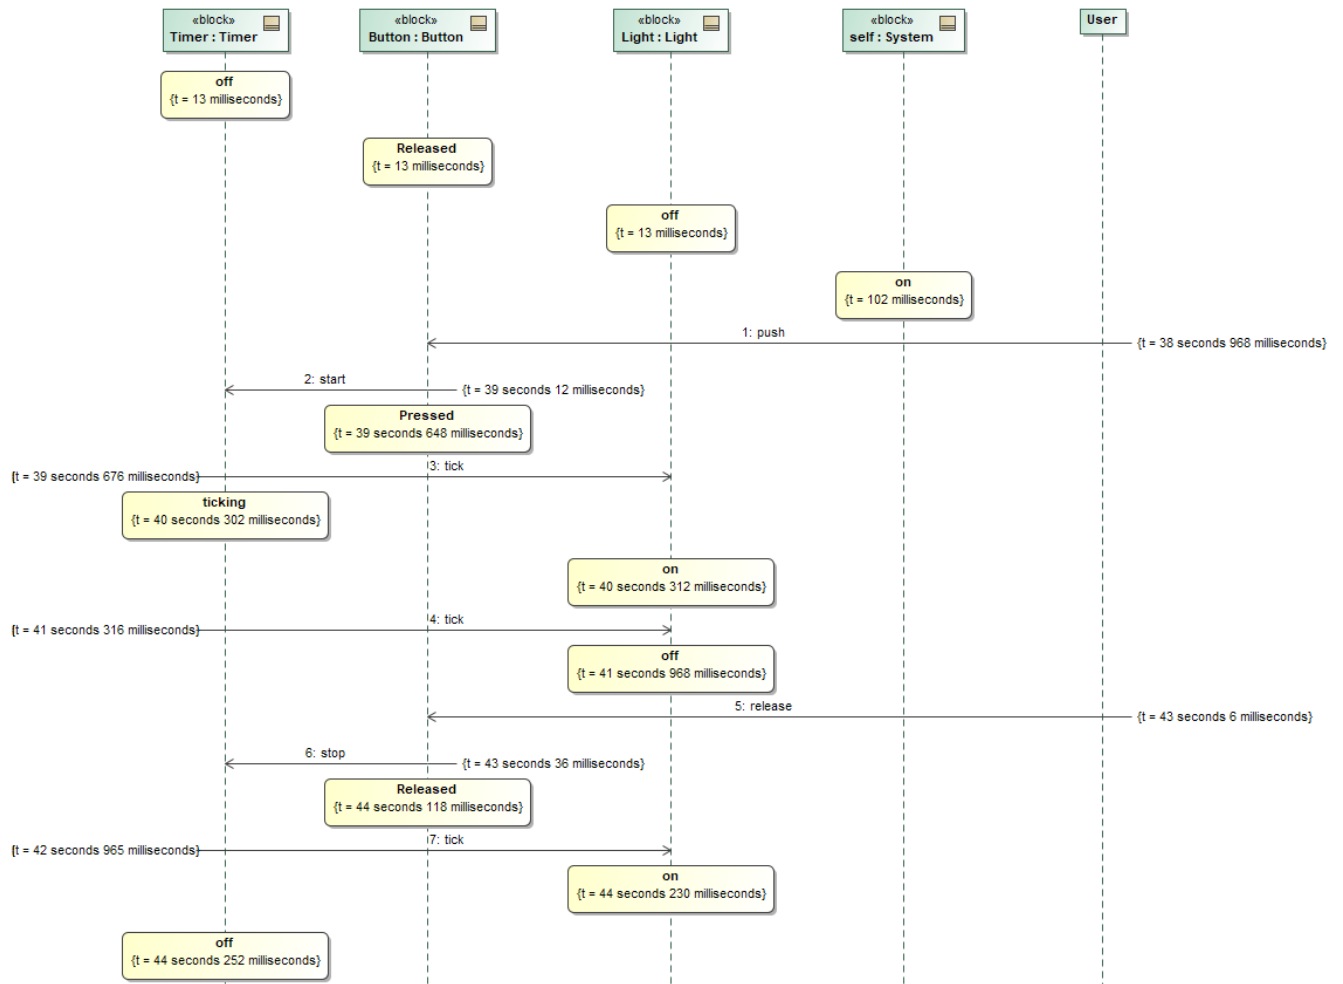 «block»
Timer : Timer
«block»
Button : Button
«block»
Light : Light
«block»
self : System
User
off
{t = 13 milliseconds}
Released
{t = 13 milliseconds}
off
{t = 13 milliseconds}
on
{t = 102 milliseconds}
1: push
{t = 38 seconds 968 milliseconds}
2: start
{t = 39 seconds 12 milliseconds}
Pressed
{t = 39 seconds 648 milliseconds}
3: tick
{t = 39 seconds 676 milliseconds}
ticking
{t = 40 seconds 302 milliseconds}
on
{t = 40 seconds 312 milliseconds}
4: tick
{t = 41 seconds 316 milliseconds}
off
{t = 41 seconds 968 milliseconds}
5: release
{t = 43 seconds 6 milliseconds}
6: stop
{t = 43 seconds 36 milliseconds}
Released
{t = 44 seconds 118 milliseconds}
7: tick
{t = 42 seconds 965 milliseconds}
on
{t = 44 seconds 230 milliseconds}
off
{t = 44 seconds 252 milliseconds}